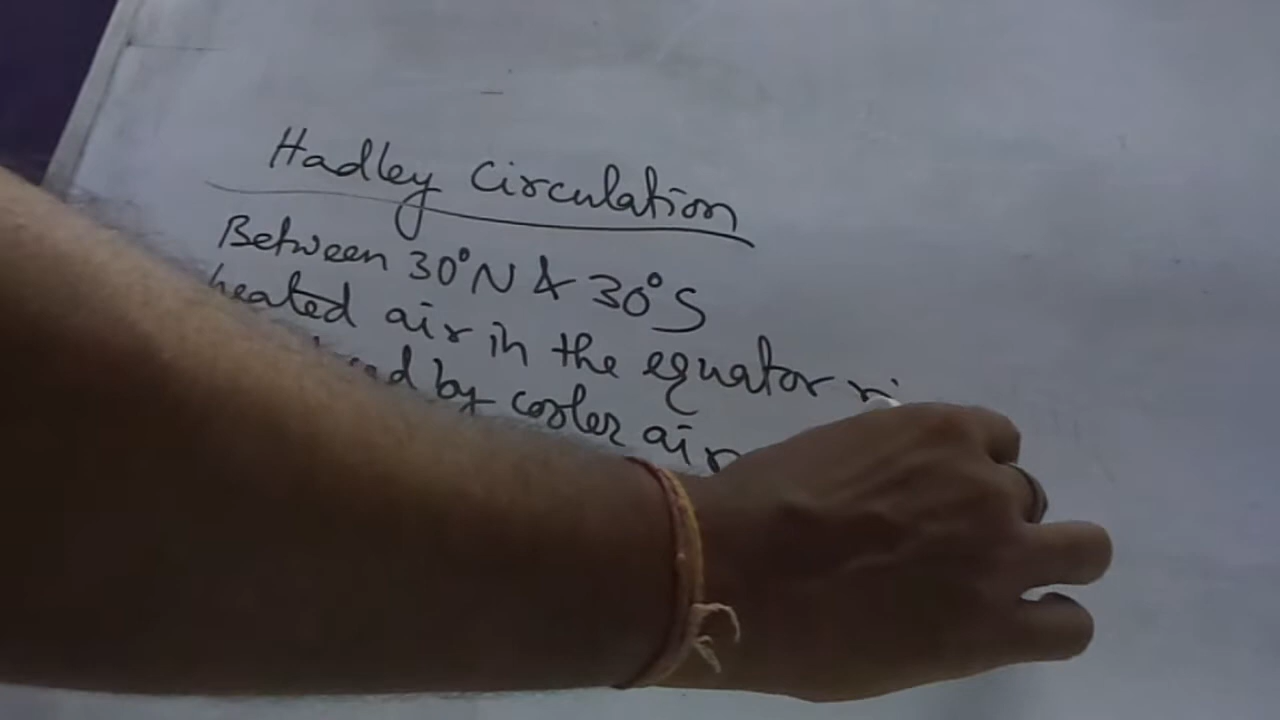 Hadley Circulation
Between 30°N & 30°S
heated air in the equator
by cooler air